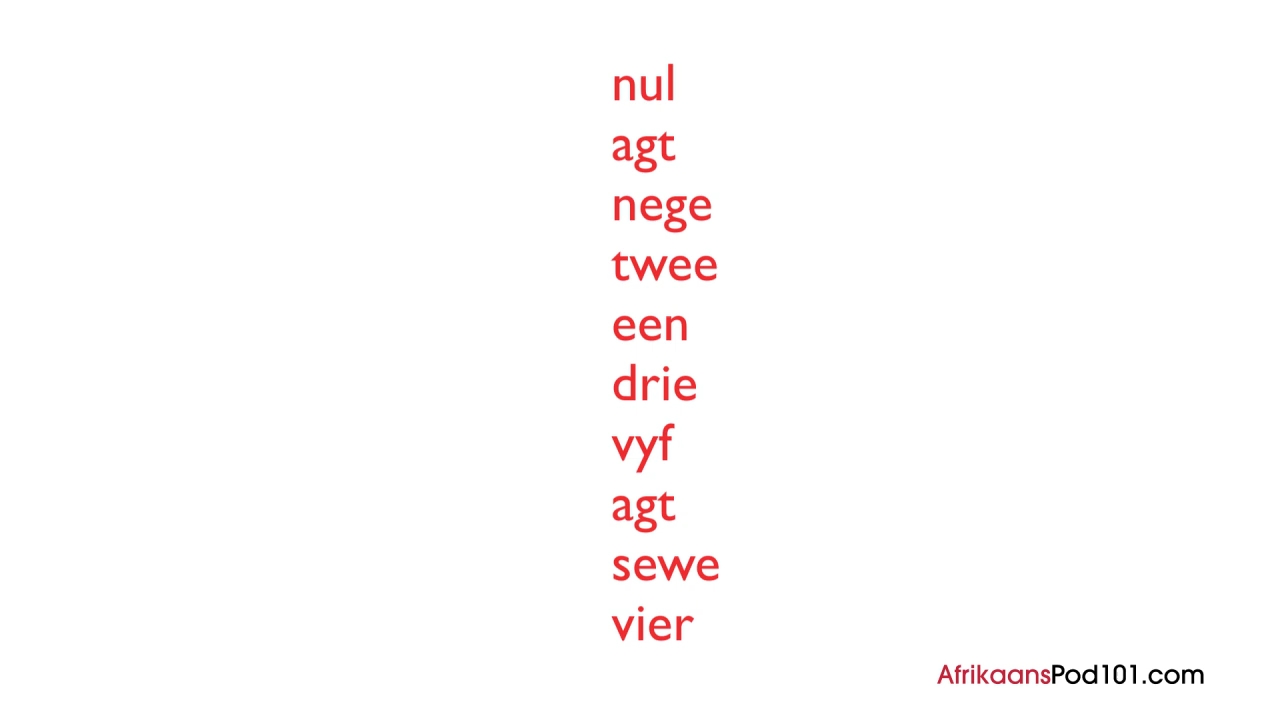 nul
agt
nege
twee
een
drie
vyf
agt
sewe
vier
AfrikaansPod101.com